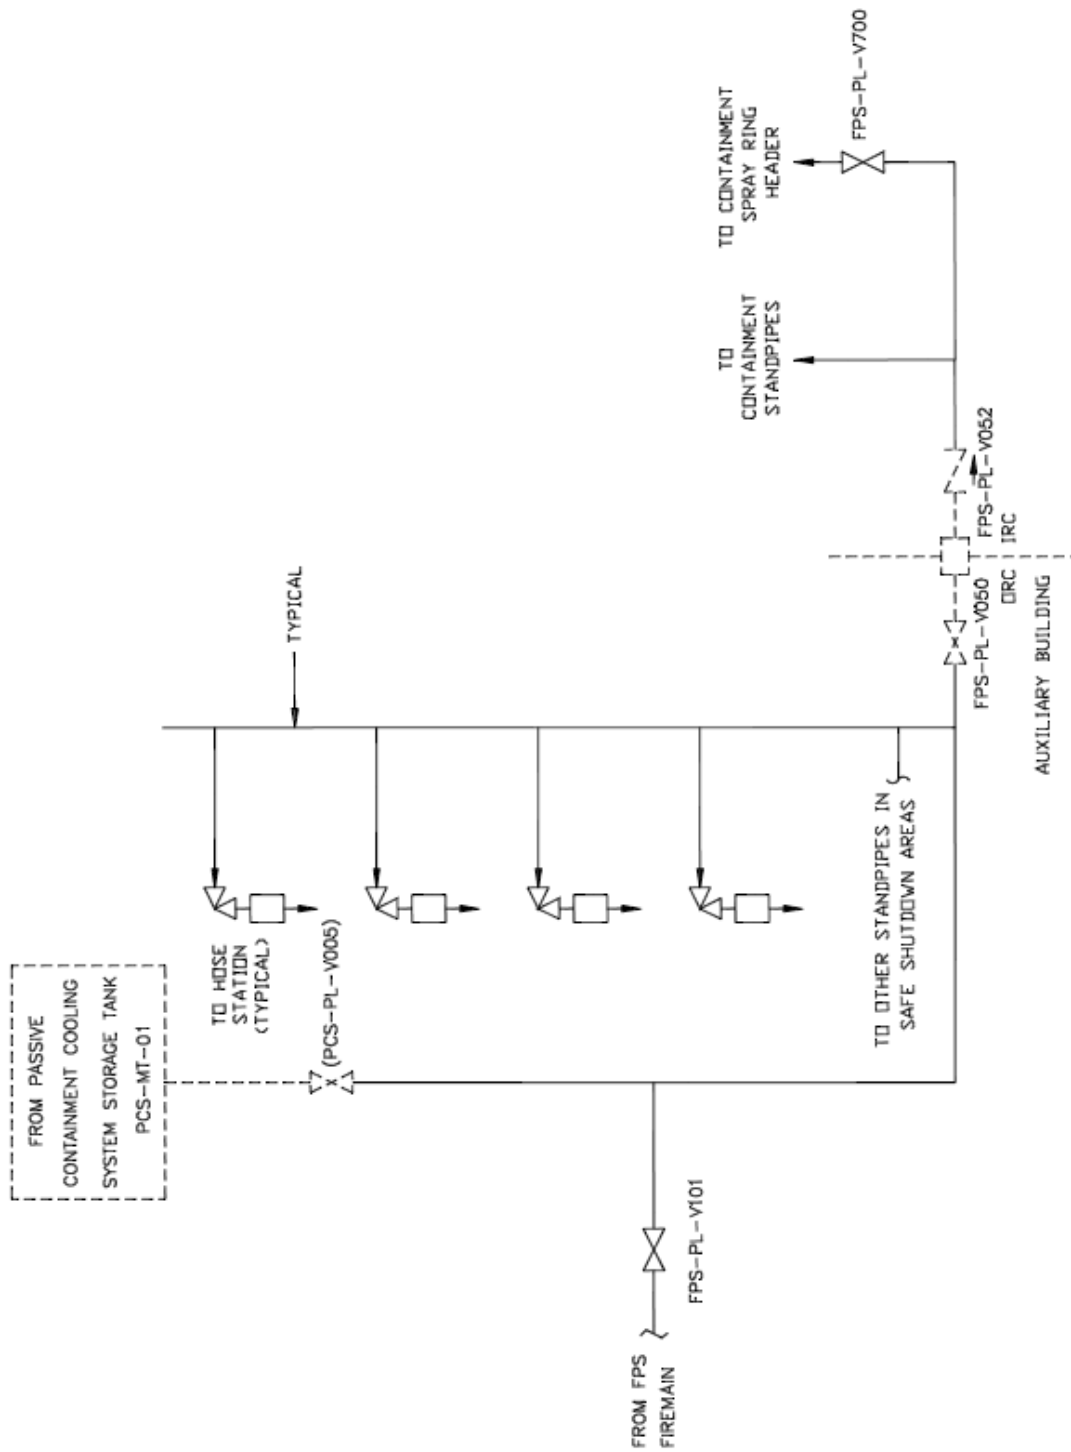 FROM PASSIVE
CONTAINMENT COOLING
SYSTEM STORAGE TANK
PCS-MT-01
(PCS-PL-V005)
TO HOSE
STATION
(TYPICAL)
TYPICAL
FROM FPS
FIREMAIN
FPS-PL-V101
TO OTHER STANDPIPES IN
SAFE SHUTDOWN AREAS
FPS-PL-V050
ORC
IRC
AUXILIARY BUILDING
FPS-PL-V052
TO
CONTAINMENT
STANDPIPES
TO CONTAINMENT
SPRAY RING
HEADER
FPS-PL-V700